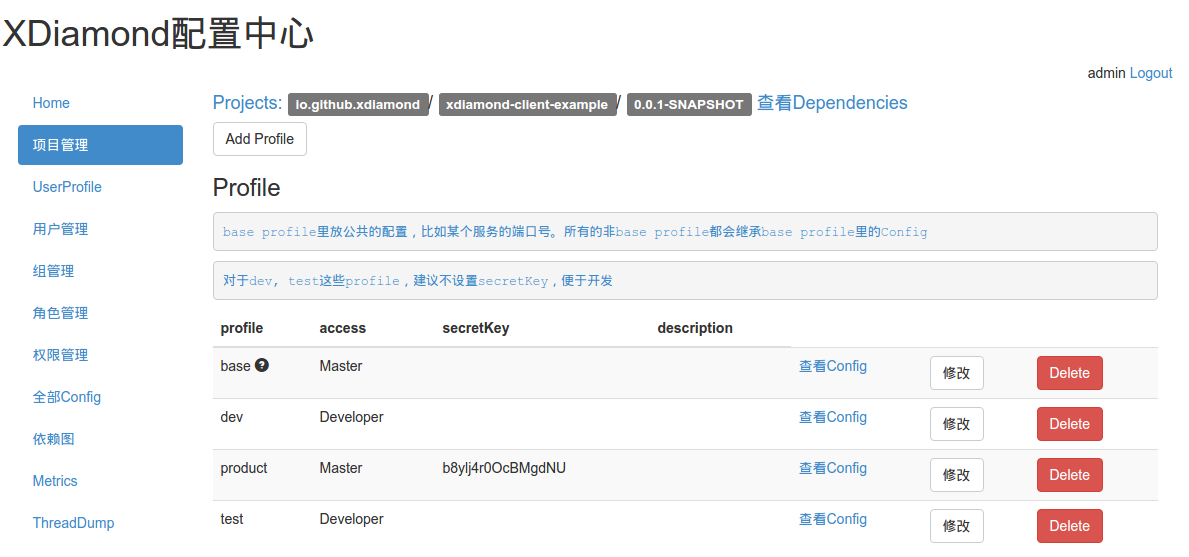 XDiamond配置中心
admin Logout
Home
项目管理
UserProfile
用户管理
组管理
角色管理
权限管理
全部Config
依赖图
Metrics
ThreadDump
Projects: io.github.xdiamond / xdiamond-client-example / 0.0.1-SNAPSHOT 查看Dependencies
Add Profile
Profile
base profile里放公共的配置，比如某个服务的端口号。所有的非base profile都会继承base profile里的Config
对于dev, test这些profile，建议不设置secretKey，便于开发
profile access secretKey description
base ? Master 查看Config 修改 Delete
dev Developer 查看Config 修改 Delete
product Master b8ylj4r0OcBMgdNU 查看Config 修改 Delete
test Developer 查看Config 修改 Delete